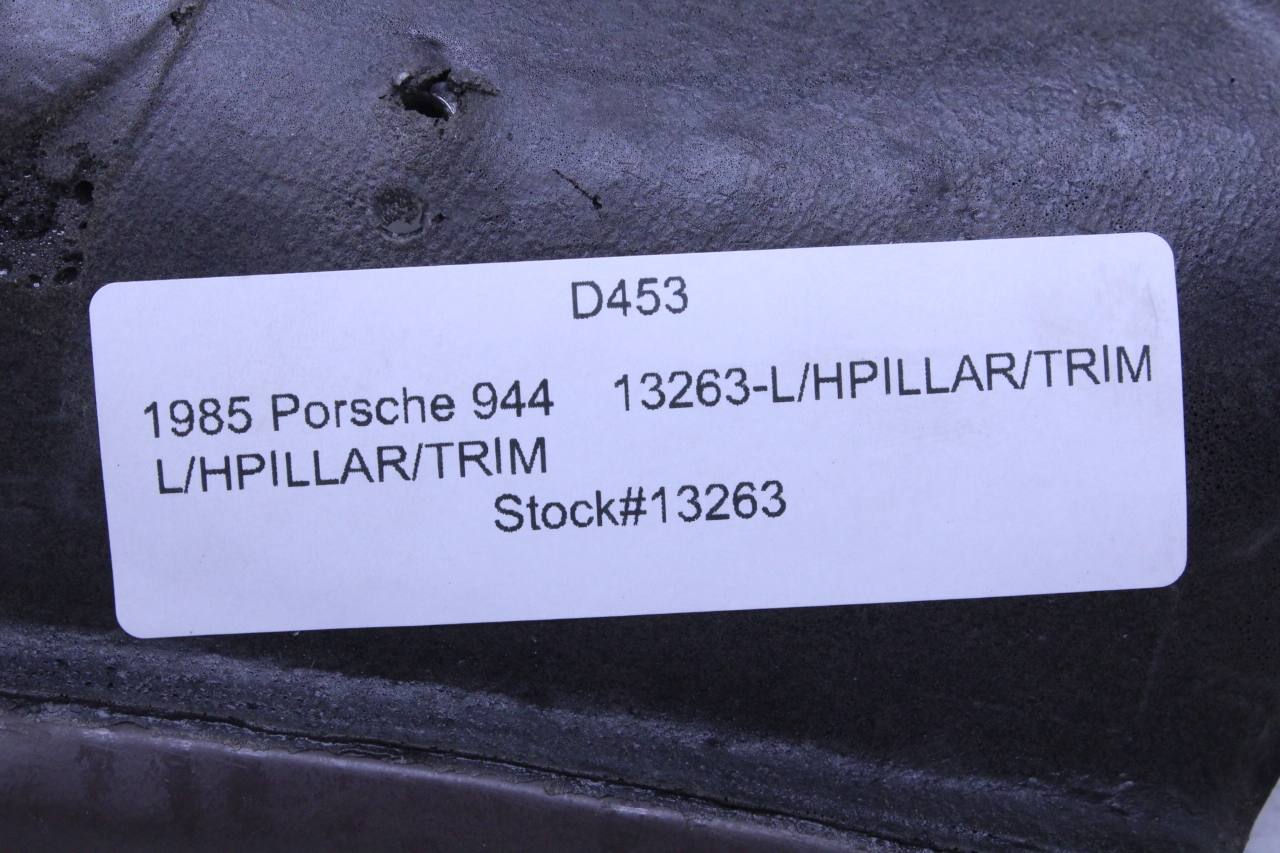 D453
1985 Porsche 944 13263-L/HPILLAR/TRIM
L/HPILLAR/TRIM
Stock#13263